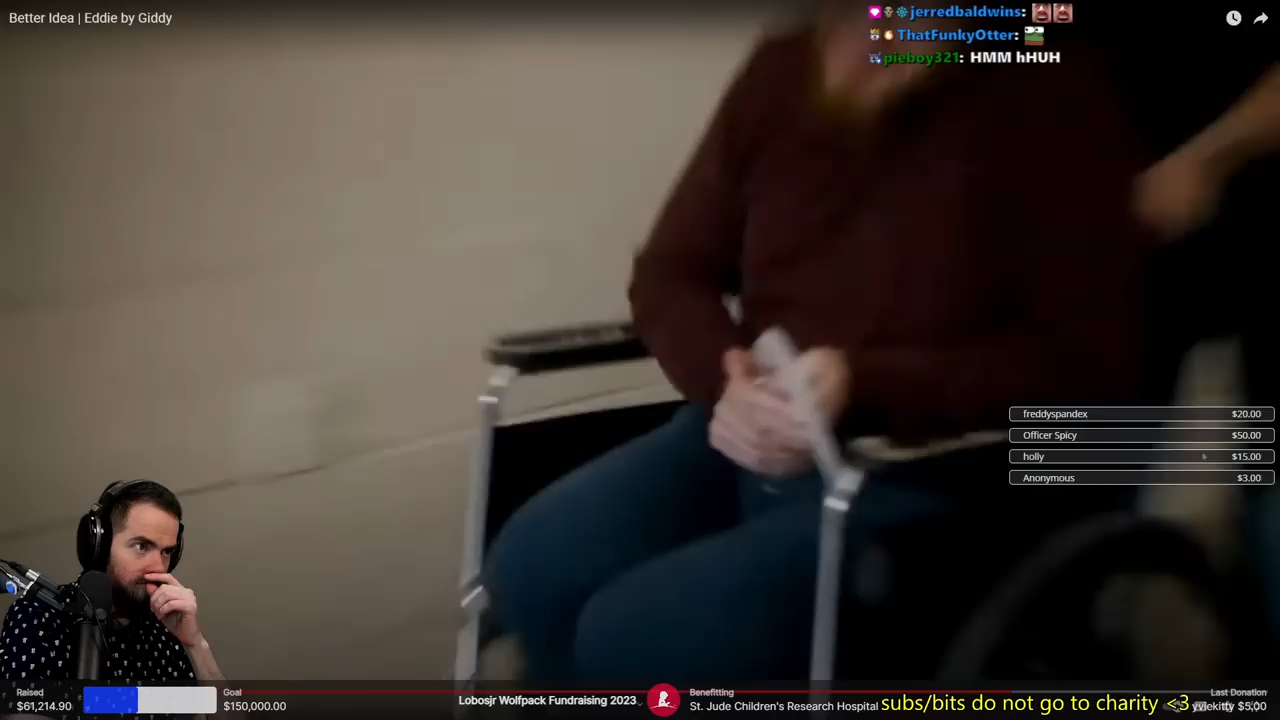 Better Idea | Eddie by Giddy
jerredbaldwins:
ThatFunkyOtter:
pieboy321: HMM hHUH
freddyspandex $20.00
Officer Spicy $50.00
holly $15.00
Anonymous $3.00
Raised
$61,214.90
Goal
$150,000.00
Lobosjr Wolfpack Fundraising 2023
Benefitting
St. Jude Children's Research Hospital
subs/bits do not go to charity <3
Last Donation
$5.00